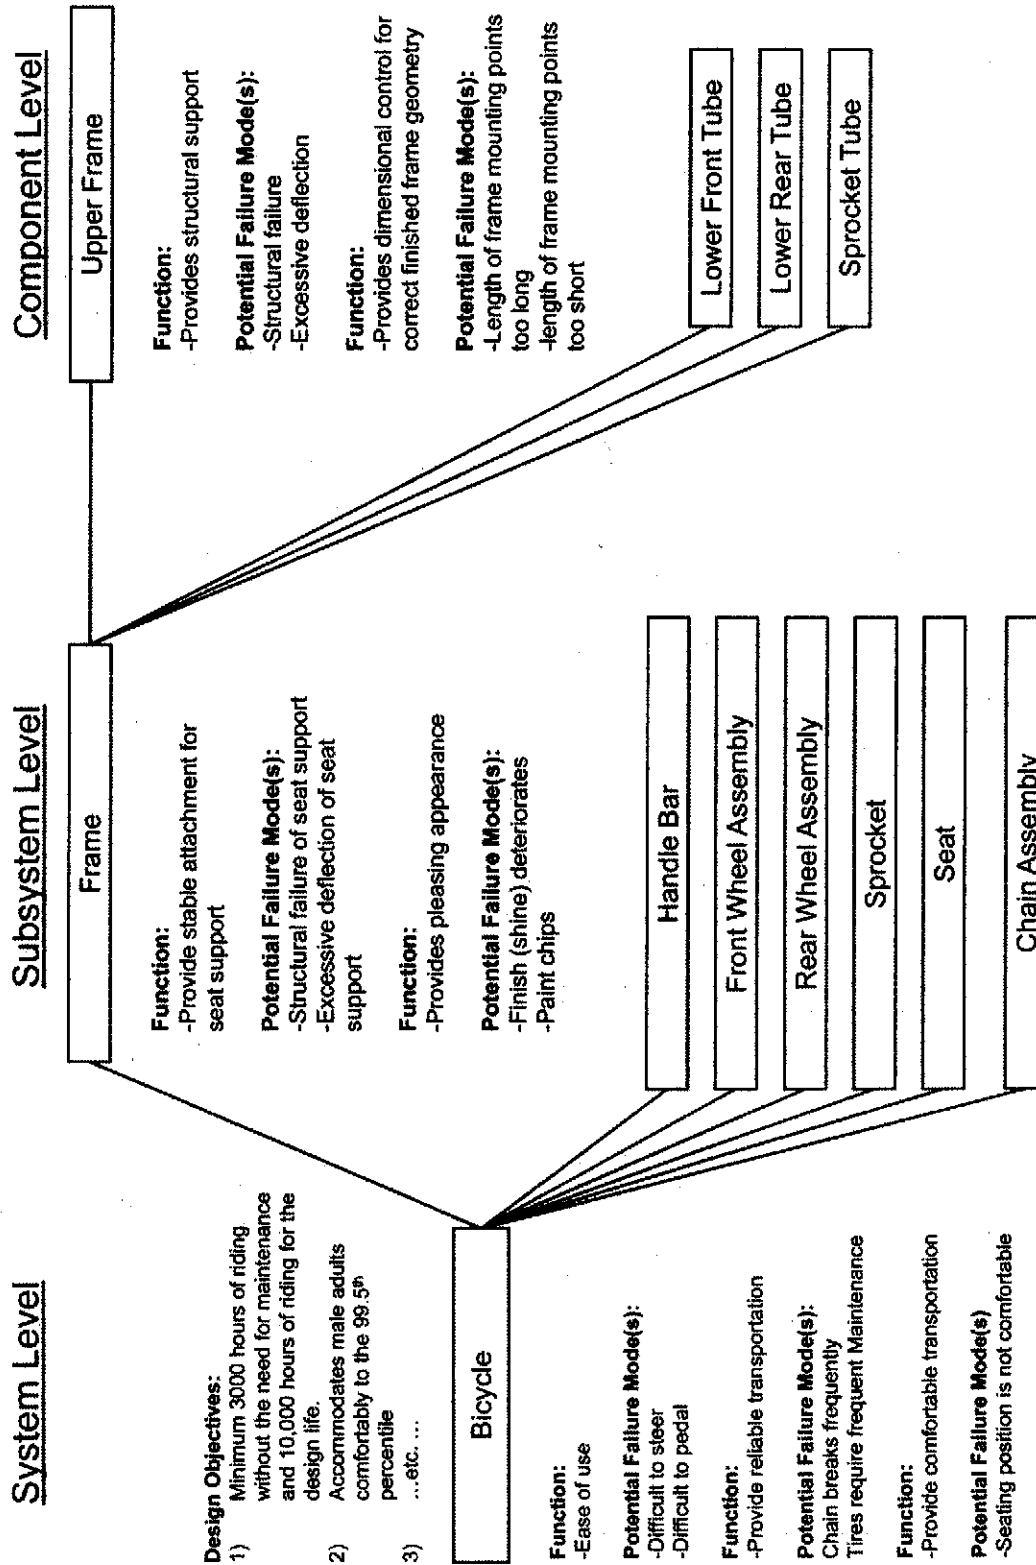 System Level
Design Objectives:
1) Minimum 3000 hours of riding
without the need for maintenance
and 10,000 hours of riding for the
design life.
2) Accommodates male adults
comfortably to the 99.5th
percentile
3) ...etc. ...
Bicycle
Function:
-Ease of use
Potential Failure Mode(s):
-Difficult to steer
-Difficult to pedal
Function:
-Provide reliable transportation
Potential Failure Mode(s):
Chain breaks frequently
Tires require frequent Maintenance
Function:
-Provide comfortable transportation
Potential Failure Mode(s)
-Seating position is not comfortable
Subsystem Level
Frame
Function:
-Provide stable attachment for
seat support
Potential Failure Mode(s):
-Structural failure of seat support
-Excessive deflection of seat
support
Function:
-Provides pleasing appearance
Potential Failure Mode(s):
-Finish (shine) deteriorates
-Paint chips
Handle Bar
Front Wheel Assembly
Rear Wheel Assembly
Sprocket
Seat
Chain Assembly
Component Level
Upper Frame
Function:
-Provides structural support
Potential Failure Mode(s):
-Structural failure
-Excessive deflection
Function:
-Provides dimensional control for
correct finished frame geometry
Potential Failure Mode(s):
-Length of frame mounting points
too long
-length of frame mounting points
too short
Lower Front Tube
Lower Rear Tube
Sprocket Tube